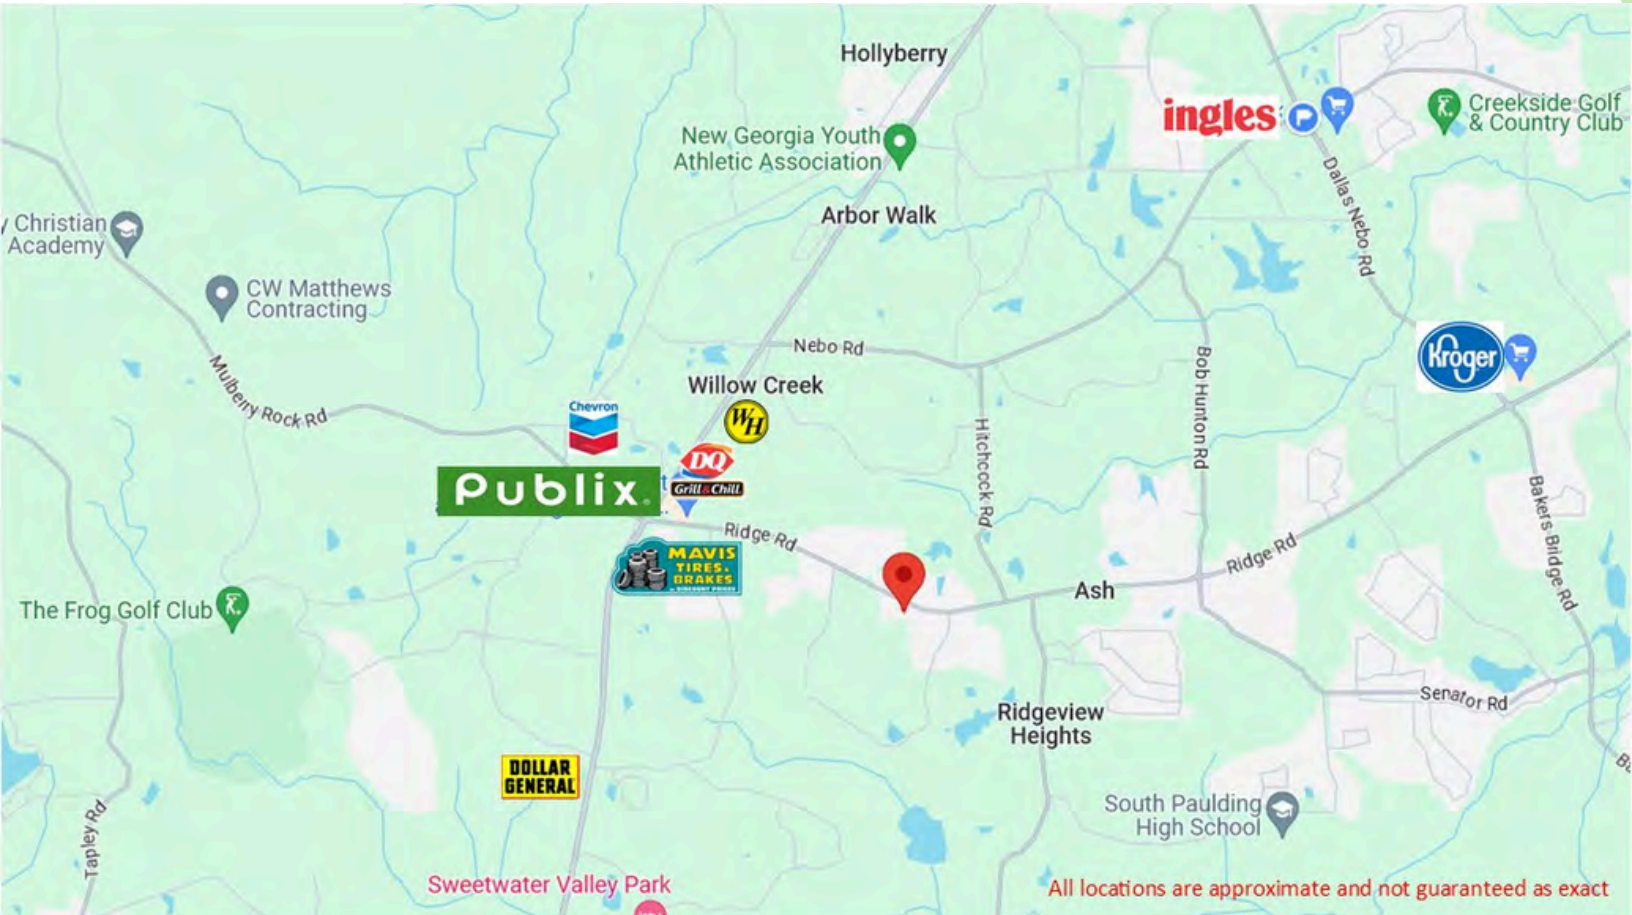 Hollyberry
ingles
Creekside Golf
& Country Club
New Georgia Youth
Athletic Association
Dallas Nebo Rd
Arbor Walk
y Christian
Academy
CW Matthews
Contracting
Nebo Rd
Kroger
Bob Hunton Rd
Mulberry Rock Rd
Willow Creek
Chevron
WH
DQ
Grill & Chill
Publix
Hitchcock Rd
Bakers Bridge Rd
Ridge Rd
Ridge Rd
MAVIS
TIRES &
BRAKES
AT DISCOUNT PRICES
Ash
The Frog Golf Club
Senator Rd
Ridgeview
Heights
DOLLAR
GENERAL
Tapley Rd
South Paulding
High School
Sweetwater Valley Park
All locations are approximate and not guaranteed as exact